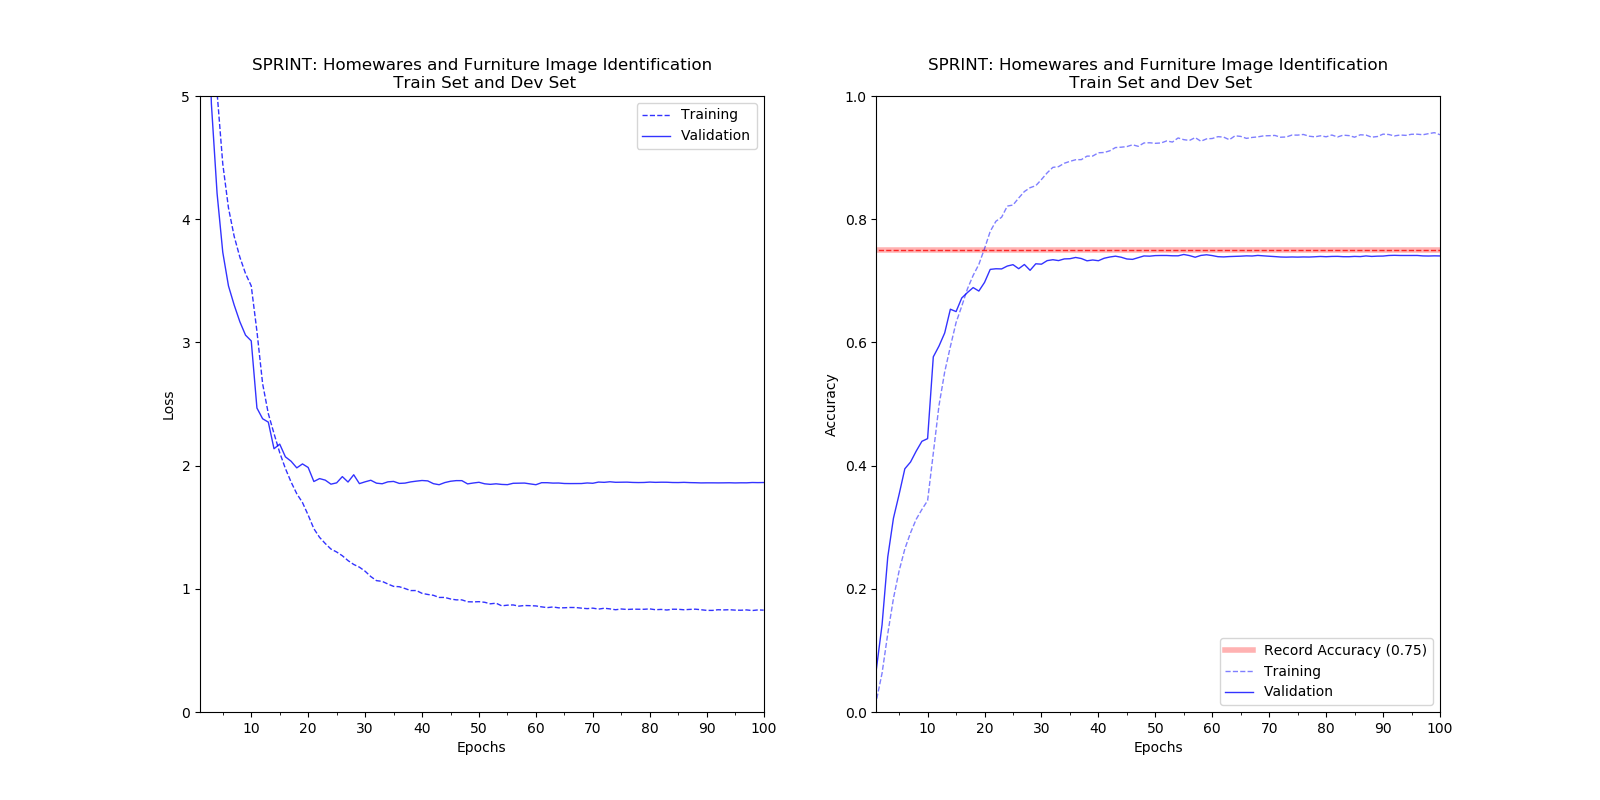 SPRINT: Homewares and Furniture Image Identification
Train Set and Dev Set
5
4
3
2
1
0
Loss
Training
Validation
10 20 30 40 50 60 70 80 90 100
Epochs
SPRINT: Homewares and Furniture Image Identification
Train Set and Dev Set
1.0
0.8
0.6
0.4
0.2
0.0
Accuracy
Record Accuracy (0.75)
Training
Validation
10 20 30 40 50 60 70 80 90 100
Epochs